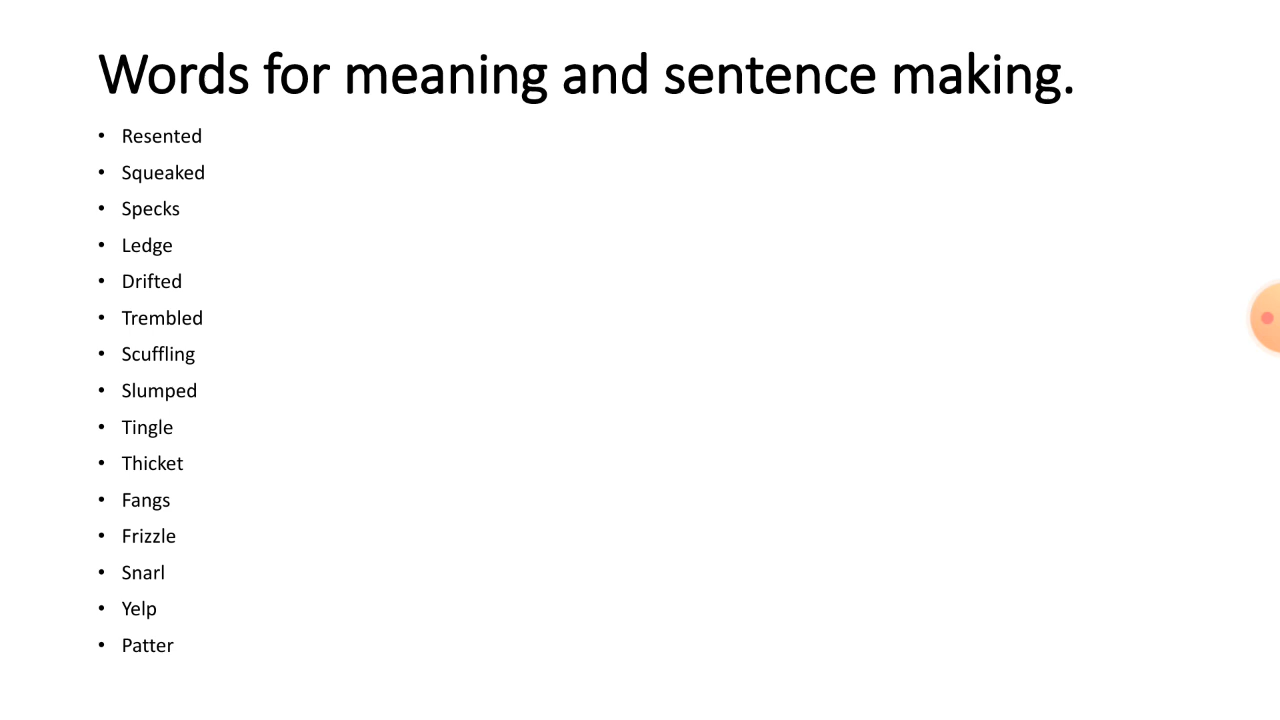 Words for meaning and sentence making.
• Resented
• Squeaked
• Specks
• Ledge
• Drifted
• Trembled
• Scuffling
• Slumped
• Tingle
• Thicket
• Fangs
• Frizzle
• Snarl
• Yelp
• Patter